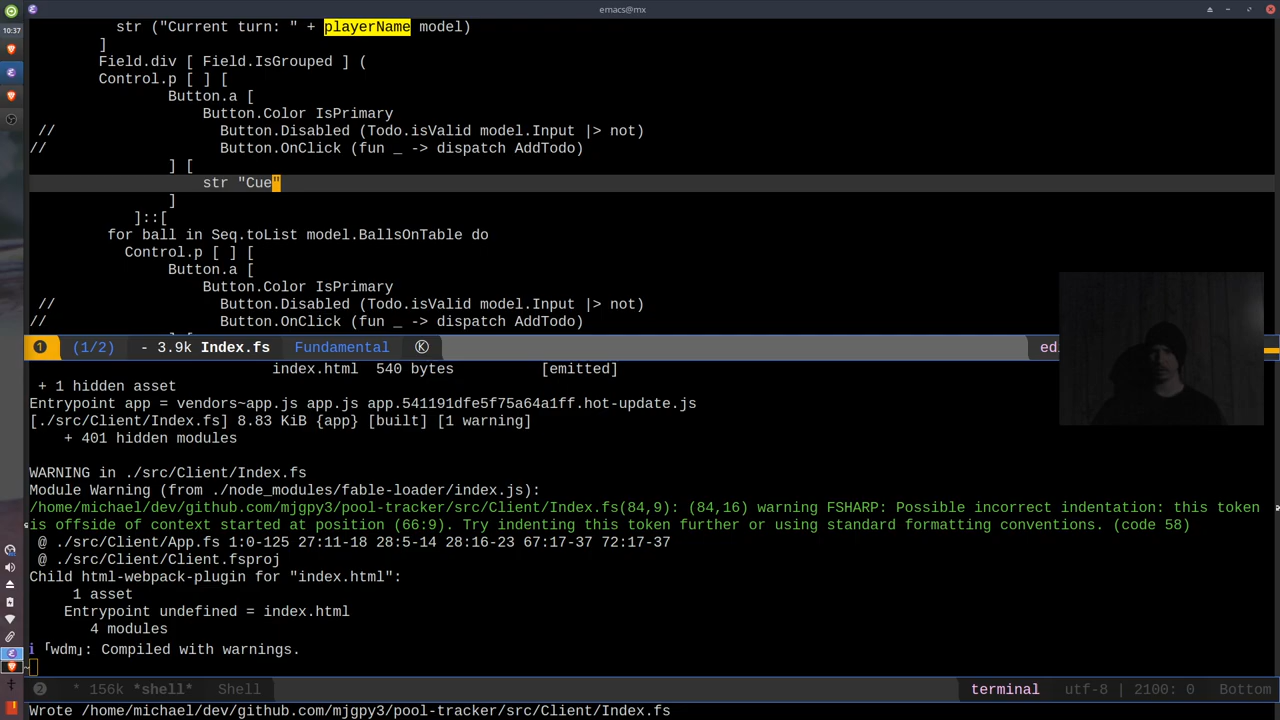 emacs@mx
10:37
str ("Current turn: " + playerName model)
]
Field.div [ Field.IsGrouped ] (
Control.p [ ] [
Button.a [
Button.Color IsPrimary
// Button.Disabled (Todo.isValid model.Input |> not)
// Button.OnClick (fun _ -> dispatch AddTodo)
] [
str "Cue"
]
]::[
for ball in Seq.toList model.BallsOnTable do
Control.p [ ] [
Button.a [
Button.Color IsPrimary
// Button.Disabled (Todo.isValid model.Input |> not)
// Button.OnClick (fun _ -> dispatch AddTodo)
1 (1/2) - 3.9k Index.fs Fundamental K edi
index.html 540 bytes [emitted]
+ 1 hidden asset
Entrypoint app = vendors~app.js app.js app.541191dfe5f75a64a1ff.hot-update.js
[./src/Client/Index.fs] 8.83 KiB {app} [built] [1 warning]
+ 401 hidden modules
WARNING in ./src/Client/Index.fs
Module Warning (from ./node_modules/fable-loader/index.js):
/home/michael/dev/github.com/mjgpy3/pool-tracker/src/Client/Index.fs(84,9): (84,16) warning FSHARP: Possible incorrect indentation: this token
is offside of context started at position (66:9). Try indenting this token further or using standard formatting conventions. (code 58)
@ ./src/Client/App.fs 1:0-125 27:11-18 28:5-14 28:16-23 67:17-37 72:17-37
@ ./src/Client/Client.fsproj
Child html-webpack-plugin for "index.html":
1 asset
Entrypoint undefined = index.html
4 modules
i ｢wdm｣: Compiled with warnings.
2 * 156k *shell* Shell terminal utf-8 | 2100: 0 Bottom
Wrote /home/michael/dev/github.com/mjgpy3/pool-tracker/src/Client/Index.fs